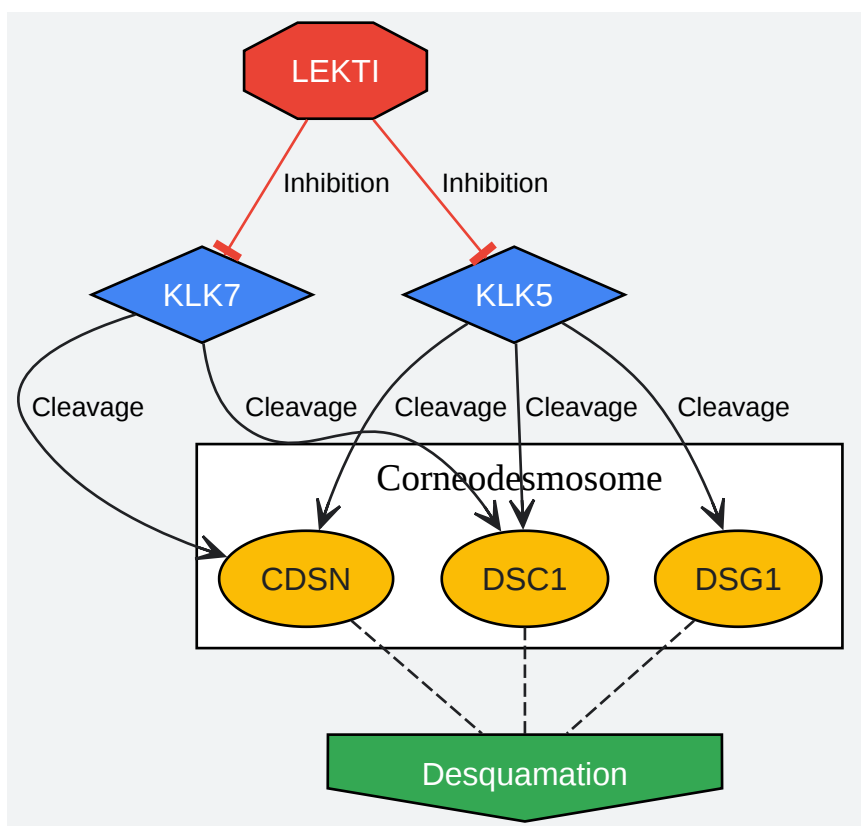 LEKTI
Inhibition
Inhibition
KLK7
KLK5
Cleavage
Cleavage
Cleavage
Cleavage
Cleavage
Corneodesmosome
CDSN
DSC1
DSG1
Desquamation